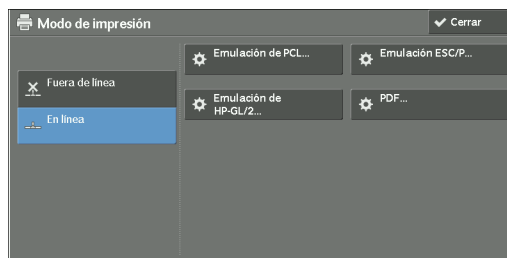 Modo de impresión
Cerrar
Fuera de línea
En línea
Emulación de PCL...
Emulación ESC/P...
Emulación de
HP-GL/2...
PDF...